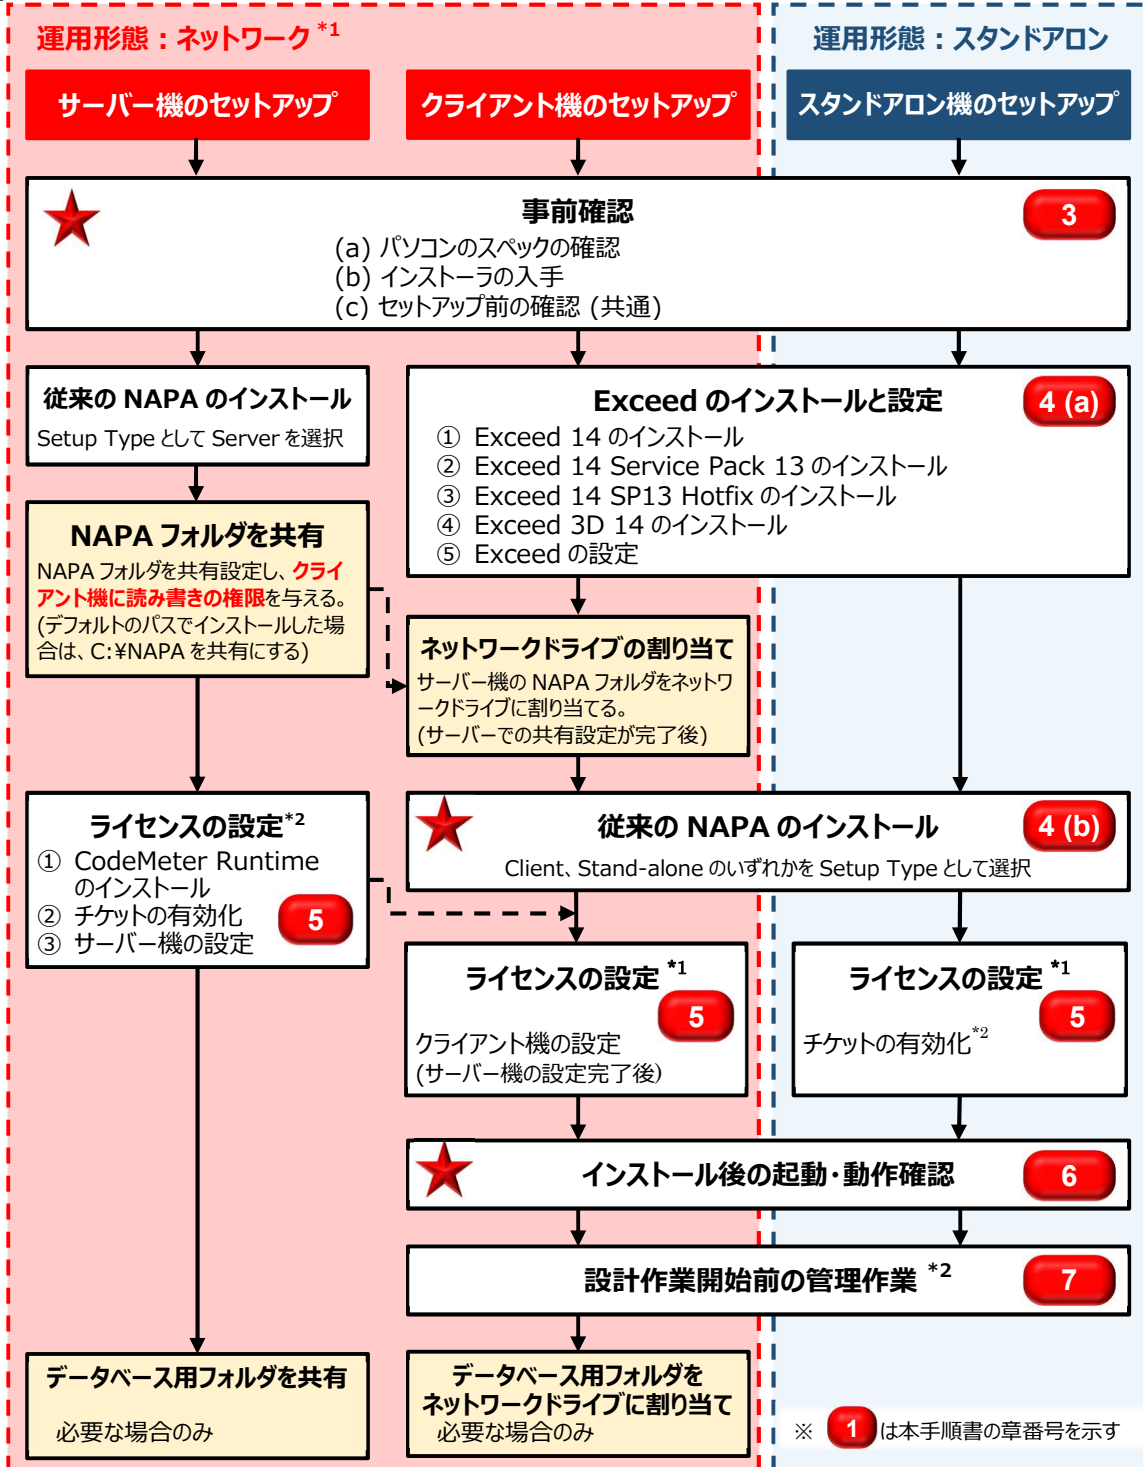 運用形態：ネットワーク *1
運用形態：スタンドアロン
サーバー機のセットアップ
クライアント機のセットアップ
スタンドアロン機のセットアップ
事前確認
3
(a) パソコンのスペックの確認
(b) インストーラの入手
(c) セットアップ前の確認 (共通)
従来の NAPA のインストール
Setup Type として Server を選択
Exceed のインストールと設定
4 (a)
① Exceed 14 のインストール
② Exceed 14 Service Pack 13 のインストール
③ Exceed 14 SP13 Hotfix のインストール
④ Exceed 3D 14 のインストール
⑤ Exceed の設定
NAPA フォルダを共有
NAPA フォルダを共有設定し、クライ
アント機に読み書きの権限を与える。
(デフォルトのパスでインストールした場
合は、C:¥NAPA を共有にする)
ネットワークドライブの割り当て
サーバー機の NAPA フォルダをネットワ
ークドライブに割り当てる。
(サーバーでの共有設定が完了後)
ライセンスの設定*2
① CodeMeter Runtime
のインストール
② チケットの有効化
③ サーバー機の設定
5
従来の NAPA のインストール
4 (b)
Client、Stand-alone のいずれかを Setup Type として選択
ライセンスの設定 *1
5
クライアント機の設定
(サーバー機の設定完了後）
ライセンスの設定 *1
5
チケットの有効化*2
インストール後の起動・動作確認
6
設計作業開始前の管理作業 *2
7
データベース用フォルダを共有
必要な場合のみ
データベース用フォルダを
ネットワークドライブに割り当て
必要な場合のみ
※ 1 は本手順書の章番号を示す